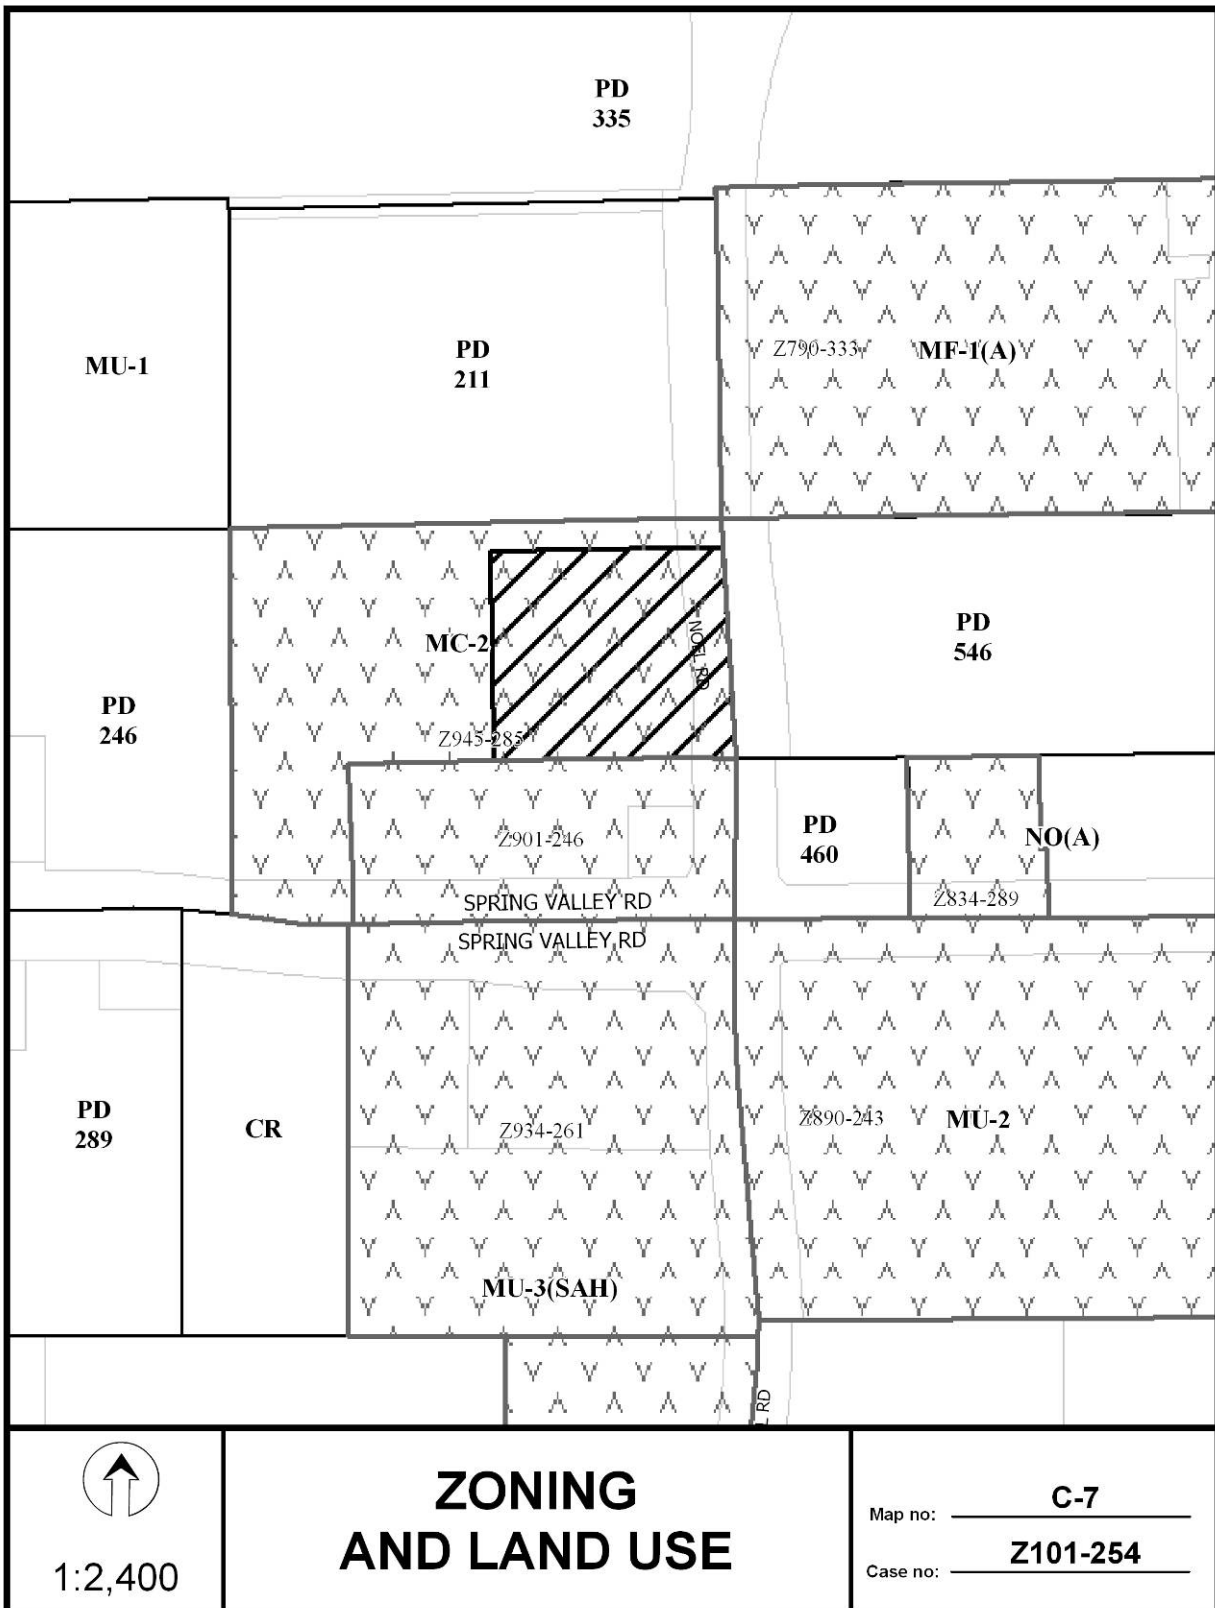 PD
335
Z790-333
MF-1(A)
MU-1
PD
211
NOEL RD
MC-2
PD
546
PD
246
Z945-285
Z901-246
PD
460
NO(A)
Z834-289
SPRING VALLEY RD
SPRING VALLEY RD
PD
289
CR
Z934-261
Z890-243
MU-2
MU-3(SAH)
L RD
1:2,400
ZONING
AND LAND USE
Map no: C-7
Case no: Z101-254